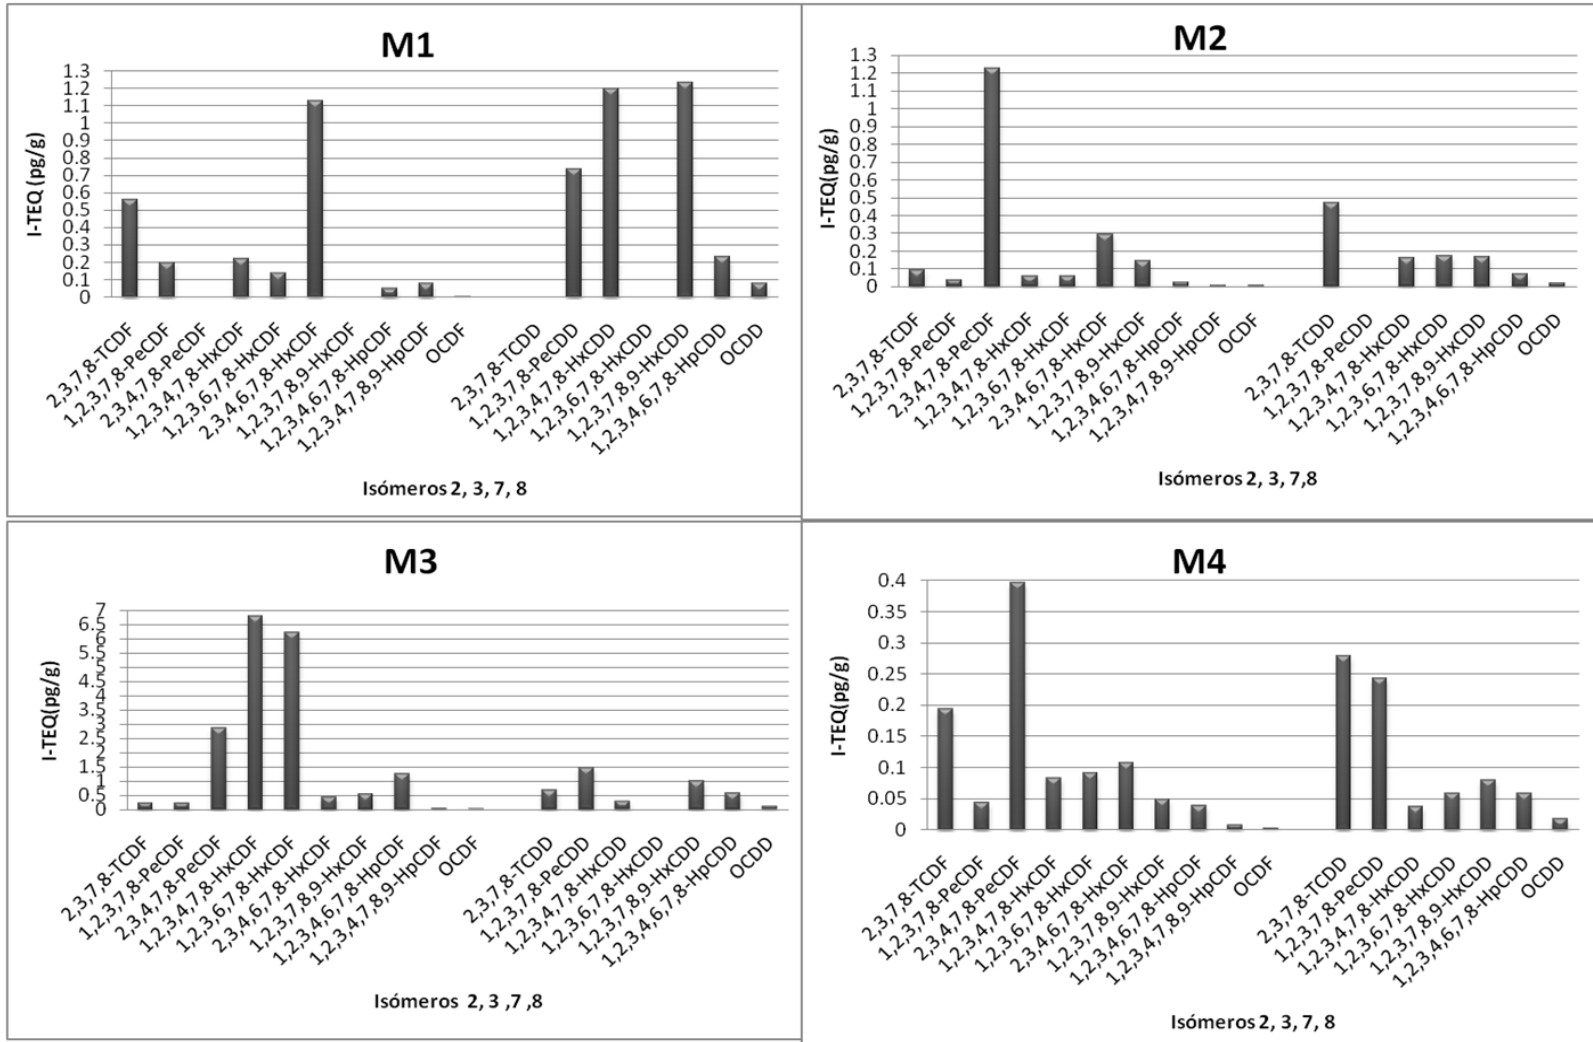 M1
I-TEQ (pg/g)
1.3
1.2
1.1
1
0.9
0.8
0.7
0.6
0.5
0.4
0.3
0.2
0.1
0
2,3,7,8-TCDF
1,2,3,7,8-PeCDF
2,3,4,7,8-PeCDF
1,2,3,4,7,8-HxCDF
1,2,3,6,7,8-HxCDF
2,3,4,6,7,8-HxCDF
1,2,3,7,8,9-HxCDF
1,2,3,4,6,7,8-HpCDF
1,2,3,4,7,8,9-HpCDF
OCDF
2,3,7,8-TCDD
1,2,3,7,8-PeCDD
1,2,3,4,7,8-HxCDD
1,2,3,6,7,8-HxCDD
1,2,3,7,8,9-HxCDD
1,2,3,4,6,7,8-HpCDD
OCDD
Isómeros 2, 3, 7, 8
M2
I-TEQ(pg/g)
1.3
1.2
1.1
1
0.9
0.8
0.7
0.6
0.5
0.4
0.3
0.2
0.1
0
2,3,7,8-TCDF
1,2,3,7,8-PeCDF
2,3,4,7,8-PeCDF
1,2,3,4,7,8-HxCDF
1,2,3,6,7,8-HxCDF
2,3,4,6,7,8-HxCDF
1,2,3,7,8,9-HxCDF
1,2,3,4,6,7,8-HpCDF
1,2,3,4,7,8,9-HpCDF
OCDF
2,3,7,8-TCDD
1,2,3,7,8-PeCDD
1,2,3,4,7,8-HxCDD
1,2,3,6,7,8-HxCDD
1,2,3,7,8,9-HxCDD
1,2,3,4,6,7,8-HpCDD
OCDD
Isómeros 2, 3, 7,8
M3
I-TEQ(pg/g)
7
6.5
6
5.5
5
4.5
4
3.5
3
2.5
2
1.5
1
0.5
0
2,3,7,8-TCDF
1,2,3,7,8-PeCDF
2,3,4,7,8-PeCDF
1,2,3,4,7,8-HxCDF
1,2,3,6,7,8-HxCDF
2,3,4,6,7,8-HxCDF
1,2,3,7,8,9-HxCDF
1,2,3,4,6,7,8-HpCDF
1,2,3,4,7,8,9-HpCDF
OCDF
2,3,7,8-TCDD
1,2,3,7,8-PeCDD
1,2,3,4,7,8-HxCDD
1,2,3,6,7,8-HxCDD
1,2,3,7,8,9-HxCDD
1,2,3,4,6,7,8-HpCDD
OCDD
Isómeros 2, 3 ,7 ,8
M4
I-TEQ(pg/g)
0.4
0.35
0.3
0.25
0.2
0.15
0.1
0.05
0
2,3,7,8-TCDF
1,2,3,7,8-PeCDF
2,3,4,7,8-PeCDF
1,2,3,4,7,8-HxCDF
1,2,3,6,7,8-HxCDF
2,3,4,6,7,8-HxCDF
1,2,3,7,8,9-HxCDF
1,2,3,4,6,7,8-HpCDF
1,2,3,4,7,8,9-HpCDF
OCDF
2,3,7,8-TCDD
1,2,3,7,8-PeCDD
1,2,3,4,7,8-HxCDD
1,2,3,6,7,8-HxCDD
1,2,3,7,8,9-HxCDD
1,2,3,4,6,7,8-HpCDD
OCDD
Isómeros 2, 3, 7, 8